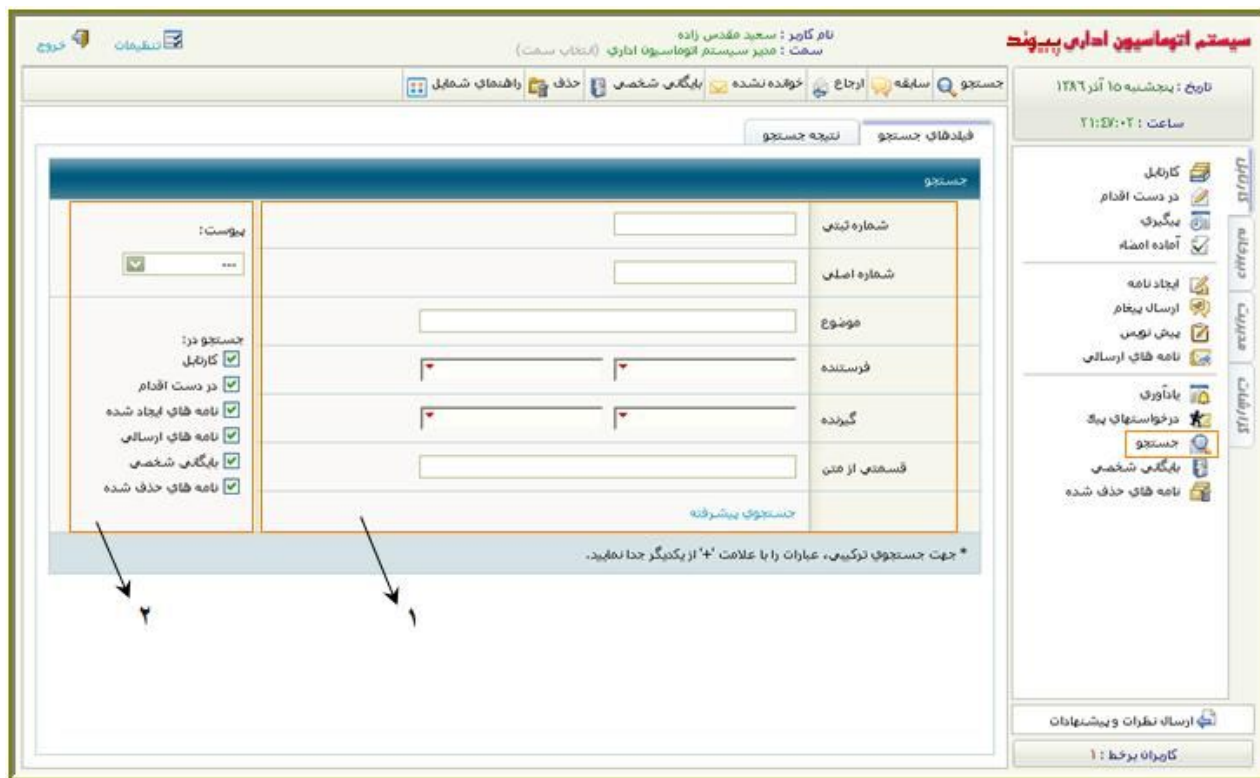 سیستم اتوماسیون اداری پیوند
نام کاربر : سعید مقدس زاده
سمت : مدیر سیستم اتوماسیون اداری (انتخاب سمت)
تنظیمات
خروج
تاریخ : پنجشنبه ۱۵ آذر ۱۳۸۶
ساعت : ۲۱:۴۷:۰۲
جستجو سابقه ارجاع خوانده نشده بایگانی شخصی حذف راهنمای شمایل
کارتابل
دبیرخانه
مدیریت
گزارشات
کارتابل
در دست اقدام
پیگیری
آماده امضاء
ایجاد نامه
ارسال پیغام
پیش نویس
نامه های ارسالی
یادآوری
درخواستهای پیک
جستجو
بایگانی شخصی
نامه های حذف شده
ارسال نظرات و پیشنهادات
کاربران برخط : ۱
فیلدهای جستجو
نتیجه جستجو
جستجو
شماره ثبتی
شماره اصلی
موضوع
فرستنده
گیرنده
قسمتی از متن
جستجوی پیشرفته
پیوست:
---
جستجو در:
کارتابل
در دست اقدام
نامه های ایجاد شده
نامه های ارسالی
بایگانی شخصی
نامه های حذف شده
* جهت جستجوی ترکیبی، عبارات را با علامت '+' از یکدیگر جدا نمایید.
۱
۲